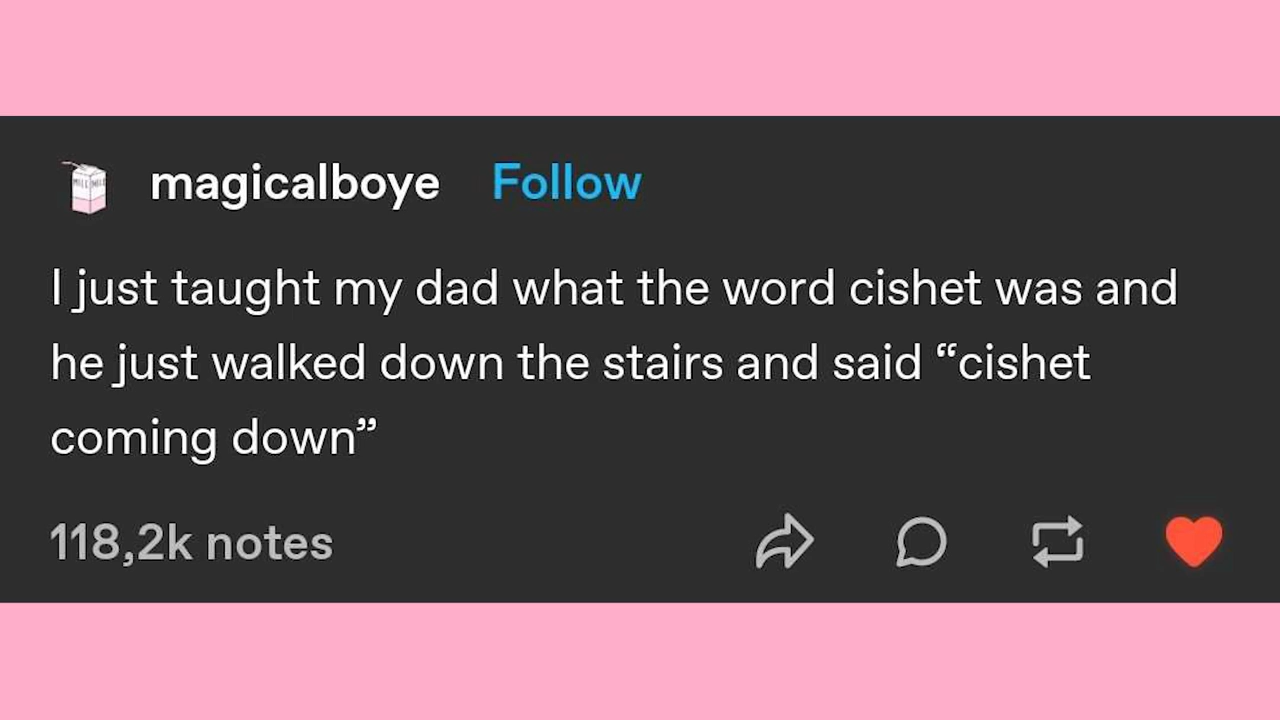 magicalboye Follow
I just taught my dad what the word cishet was and
he just walked down the stairs and said “cishet
coming down”
118,2k notes